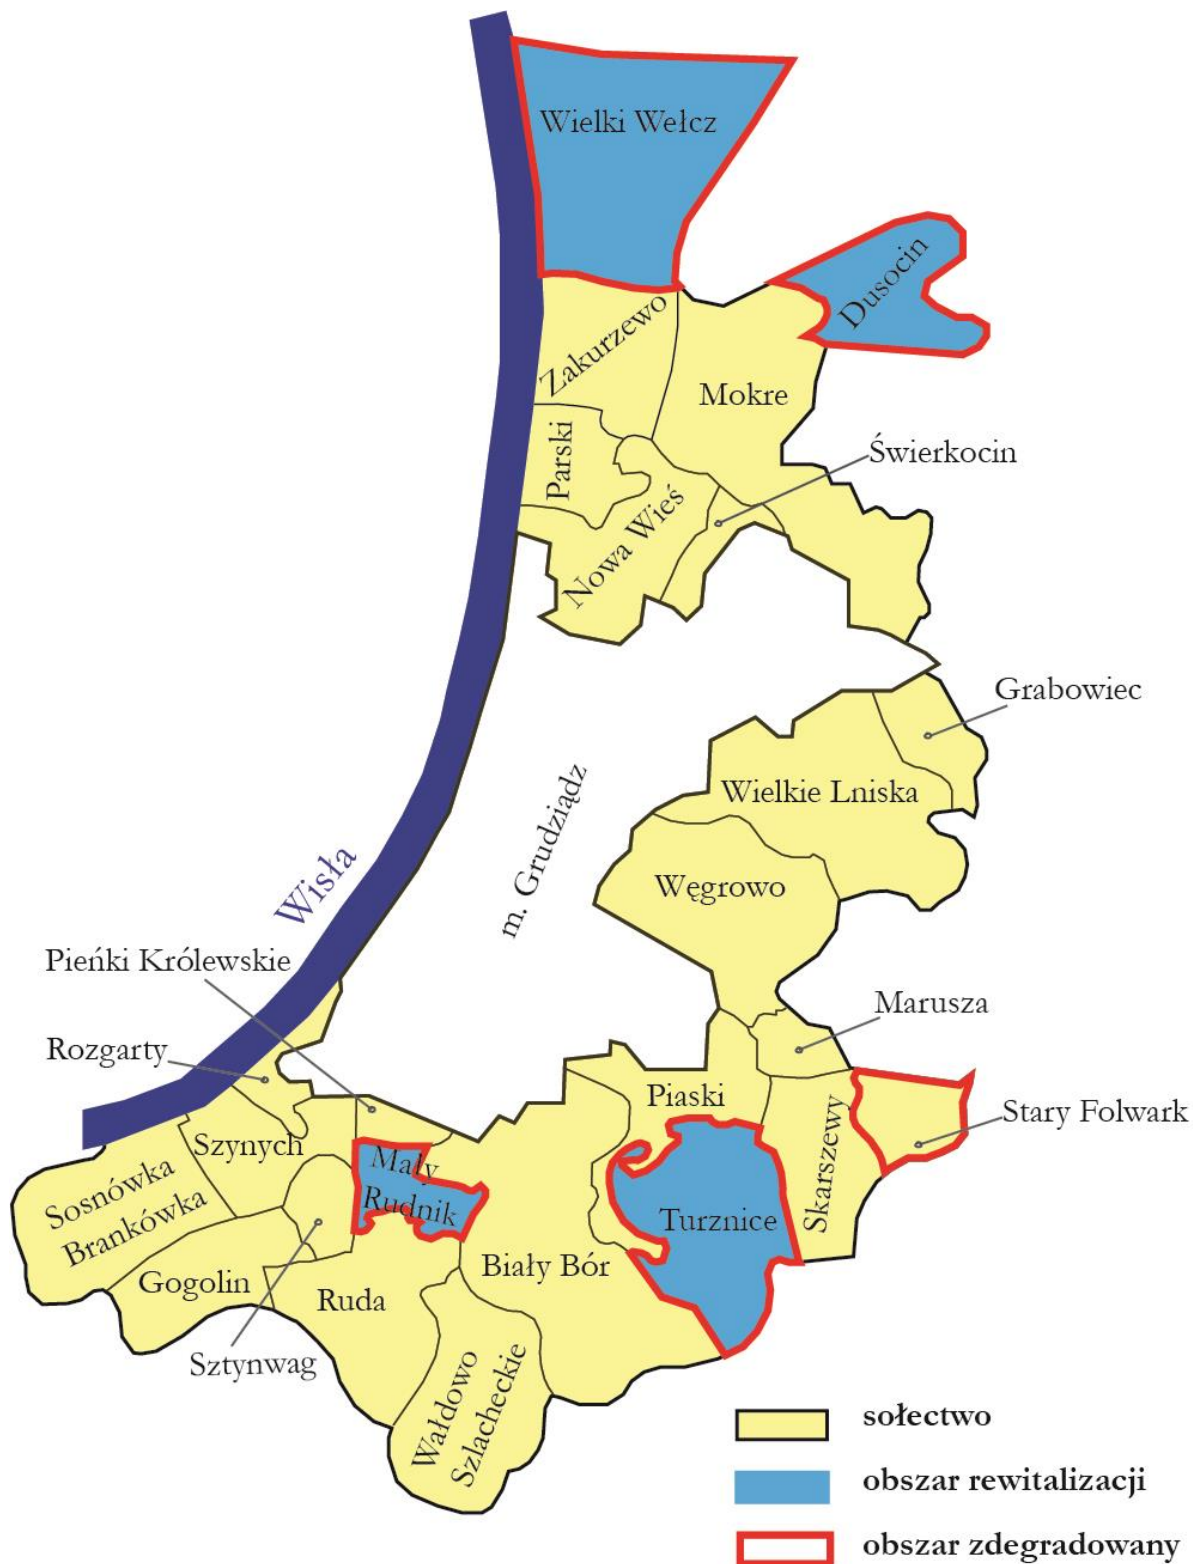 Wielki Wełcz
Dusocin
Zakurzewo
Mokre
Parski
Świerkocin
Nowa Wieś
Grabowiec
Wielkie Lniska
m. Grudziądz
Węgrowo
Wisła
Pieńki Królewskie
Marusza
Rozgarty
Piaski
Stary Folwark
Szynych
Skarszewy
Mały
Rudnik
Sosnówka
Brankówka
Turznice
Biały Bór
Gogolin
Ruda
Sztynwag
Wałdowo
Szlacheckie
sołectwo
obszar rewitalizacji
obszar zdegradowany